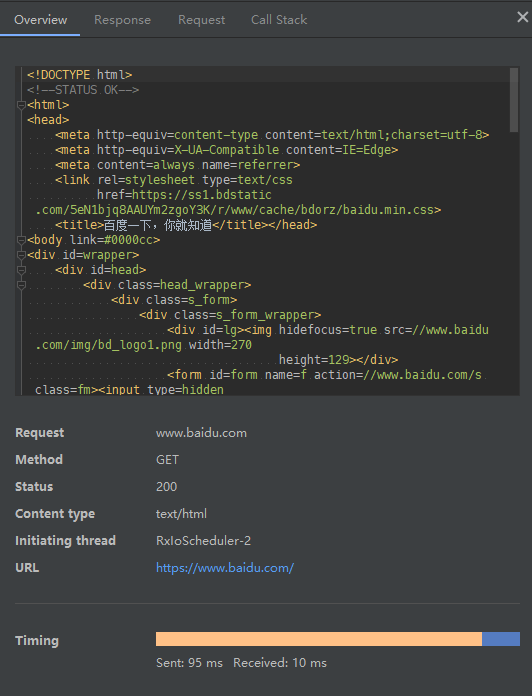 Overview Response Request Call Stack
<!DOCTYPE html>
<!--STATUS OK-->
<html>
<head>
<meta http-equiv=content-type content=text/html;charset=utf-8>
<meta http-equiv=X-UA-Compatible content=IE=Edge>
<meta content=always name=referrer>
<link rel=stylesheet type=text/css
href=https://ss1.bdstatic
.com/5eN1bjq8AAUYm2zgoY3K/r/www/cache/bdorz/baidu.min.css>
<title>百度一下，你就知道</title></head>
<body link=#0000cc>
<div id=wrapper>
<div id=head>
<div class=head_wrapper>
<div class=s_form>
<div class=s_form_wrapper>
<div id=lg><img hidefocus=true src=//www.baidu
.com/img/bd_logo1.png width=270
height=129></div>
<form id=form name=f action=//www.baidu.com/s
class=fm><input type=hidden
Request www.baidu.com
Method GET
Status 200
Content type text/html
Initiating thread RxIoScheduler-2
URL https://www.baidu.com/
Timing
Sent: 95 ms Received: 10 ms